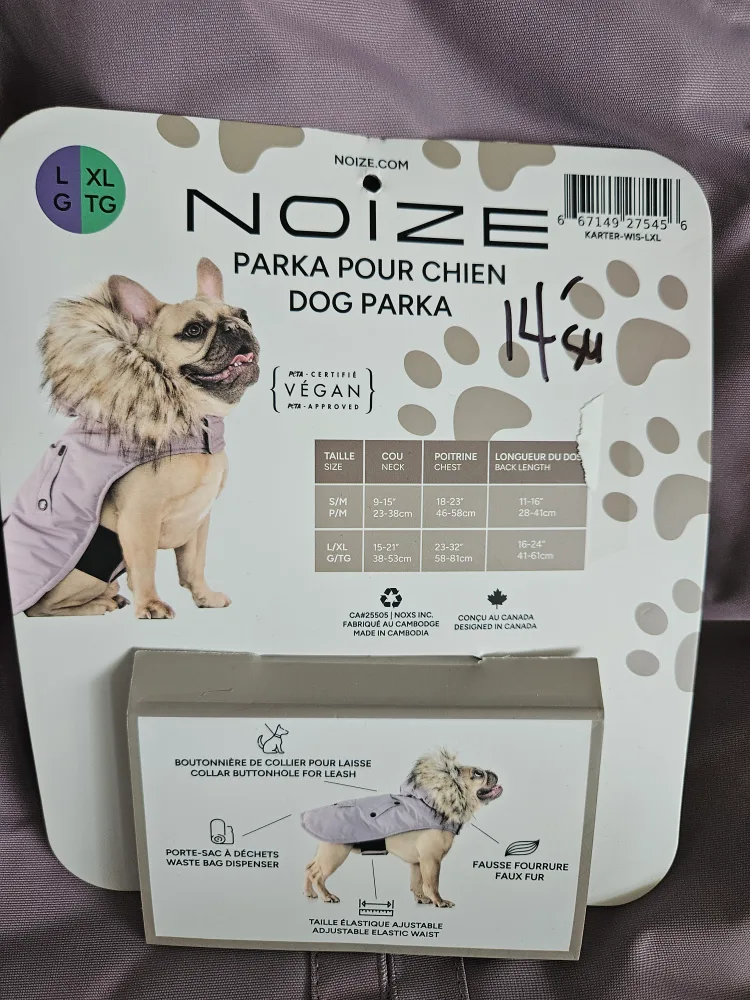 NOIZE.COM
L XL
G TG
NOiZE
6 67149 27545 6
KARTER-WIS-LXL
PARKA POUR CHIEN
DOG PARKA
14"
PETA - CERTIFIÉ
VÉGAN
PETA - APPROVED
TAILLE COU POITRINE LONGUEUR DU DOS
SIZE NECK CHEST BACK LENGTH
S/M 9-15" 18-23" 11-16"
P/M 23-38cm 46-58cm 28-41cm
L/XL 15-21" 23-32" 16-24"
G/TG 38-53cm 58-81cm 41-61cm
CA#25505 | NOXS INC.
FABRIQUÉ AU CAMBODGE
MADE IN CAMBODIA
CONÇU AU CANADA
DESIGNED IN CANADA
BOUTONNIÈRE DE COLLIER POUR LAISSE
COLLAR BUTTONHOLE FOR LEASH
PORTE-SAC À DÉCHETS
WASTE BAG DISPENSER
FAUSSE FOURRURE
FAUX FUR
TAILLE ÉLASTIQUE AJUSTABLE
ADJUSTABLE ELASTIC WAIST